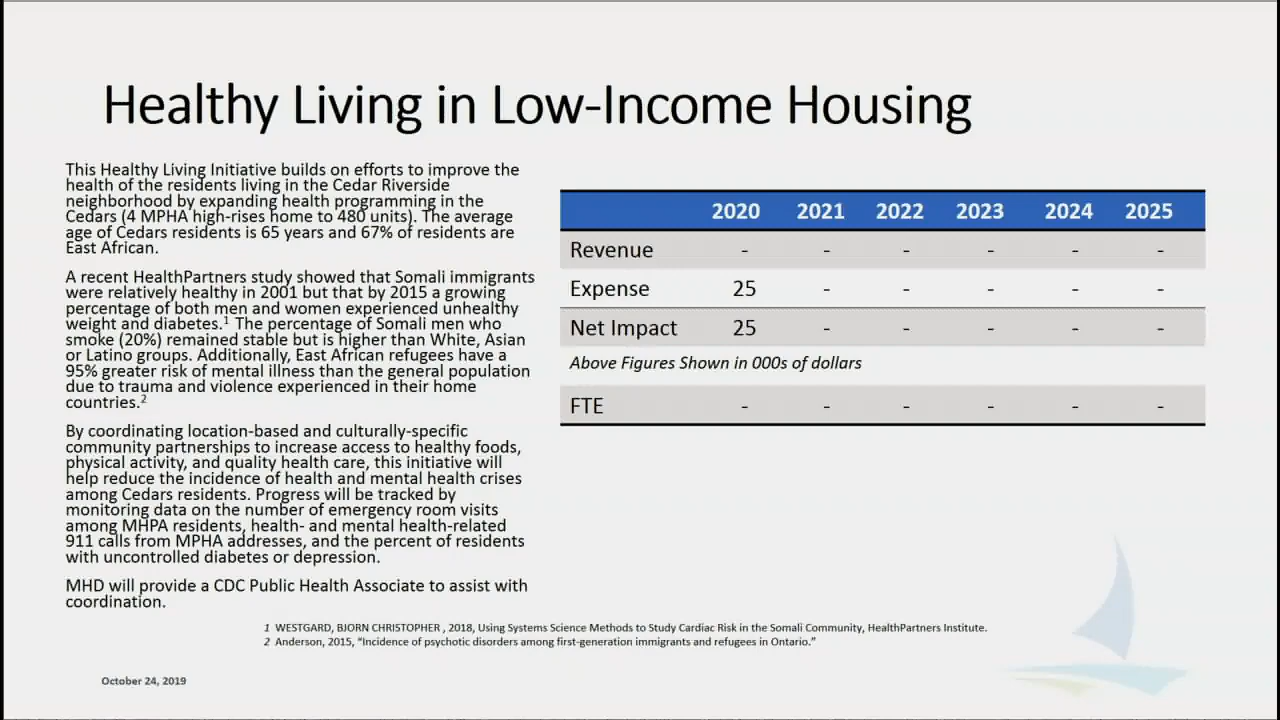 Healthy Living in Low-Income Housing
This Healthy Living Initiative builds on efforts to improve the
health of the residents living in the Cedar Riverside
neighborhood by expanding health programming in the
Cedars (4 MPHA high-rises home to 480 units). The average
age of Cedars residents is 65 years and 67% of residents are
East African.
A recent HealthPartners study showed that Somali immigrants
were relatively healthy in 2001 but that by 2015 a growing
percentage of both men and women experienced unhealthy
weight and diabetes.1 The percentage of Somali men who
smoke (20%) remained stable but is higher than White, Asian
or Latino groups. Additionally, East African refugees have a
95% greater risk of mental illness than the general population
due to trauma and violence experienced in their home
countries.2
By coordinating location-based and culturally-specific
community partnerships to increase access to healthy foods,
physical activity, and quality health care, this initiative will
help reduce the incidence of health and mental health crises
among Cedars residents. Progress will be tracked by
monitoring data on the number of emergency room visits
among MHPA residents, health- and mental health-related
911 calls from MPHA addresses, and the percent of residents
with uncontrolled diabetes or depression.
MHD will provide a CDC Public Health Associate to assist with
coordination.
2020 2021 2022 2023 2024 2025
Revenue - - - - - -
Expense 25 - - - - -
Net Impact 25 - - - - -
Above Figures Shown in 000s of dollars
FTE - - - - - -
1 WESTGARD, BJORN CHRISTOPHER , 2018, Using Systems Science Methods to Study Cardiac Risk in the Somali Community, HealthPartners Institute.
2 Anderson, 2015, “Incidence of psychotic disorders among first-generation immigrants and refugees in Ontario.”
October 24, 2019